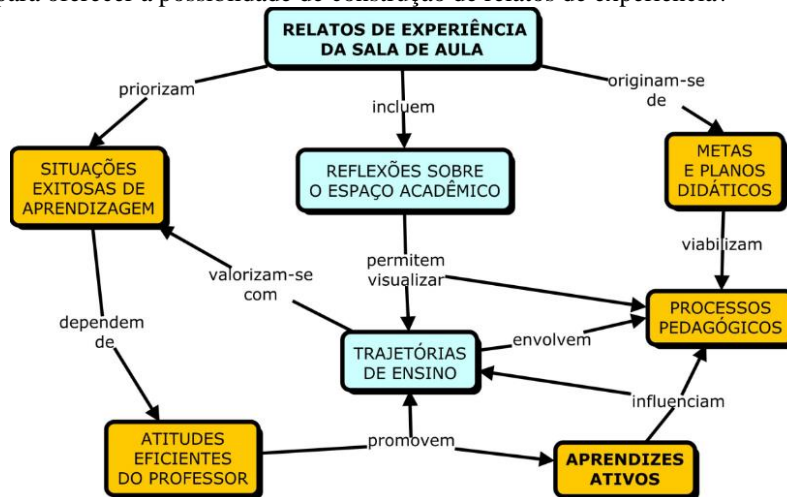 para oferecer a possibilidade de construção de relatos de experiência?
RELATOS DE EXPERIÊNCIA
DA SALA DE AULA
priorizam
incluem
originam-se
de
SITUAÇÕES
EXITOSAS DE
APRENDIZAGEM
REFLEXÕES SOBRE
O ESPAÇO ACADÊMICO
METAS
E PLANOS
DIDÁTICOS
valorizam-se
com
permitem
visualizar
viabilizam
dependem
de
TRAJETÓRIAS
DE ENSINO
envolvem
PROCESSOS
PEDAGÓGICOS
influenciam
ATITUDES
EFICIENTES
DO PROFESSOR
promovem
APRENDIZES
ATIVOS